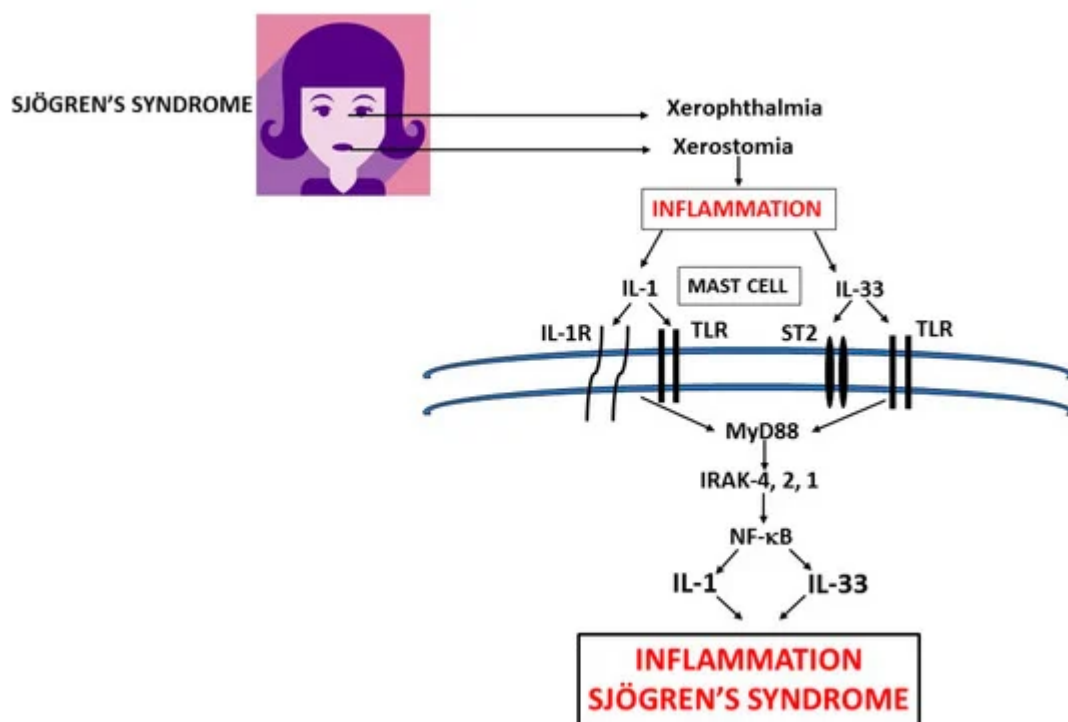 SJÖGREN'S SYNDROME
Xerophthalmia
Xerostomia
INFLAMMATION
IL-1
MAST CELL
IL-33
IL-1R
TLR
ST2
TLR
MyD88
IRAK-4, 2, 1
NF-κB
IL-1
IL-33
INFLAMMATION
SJÖGREN'S SYNDROME